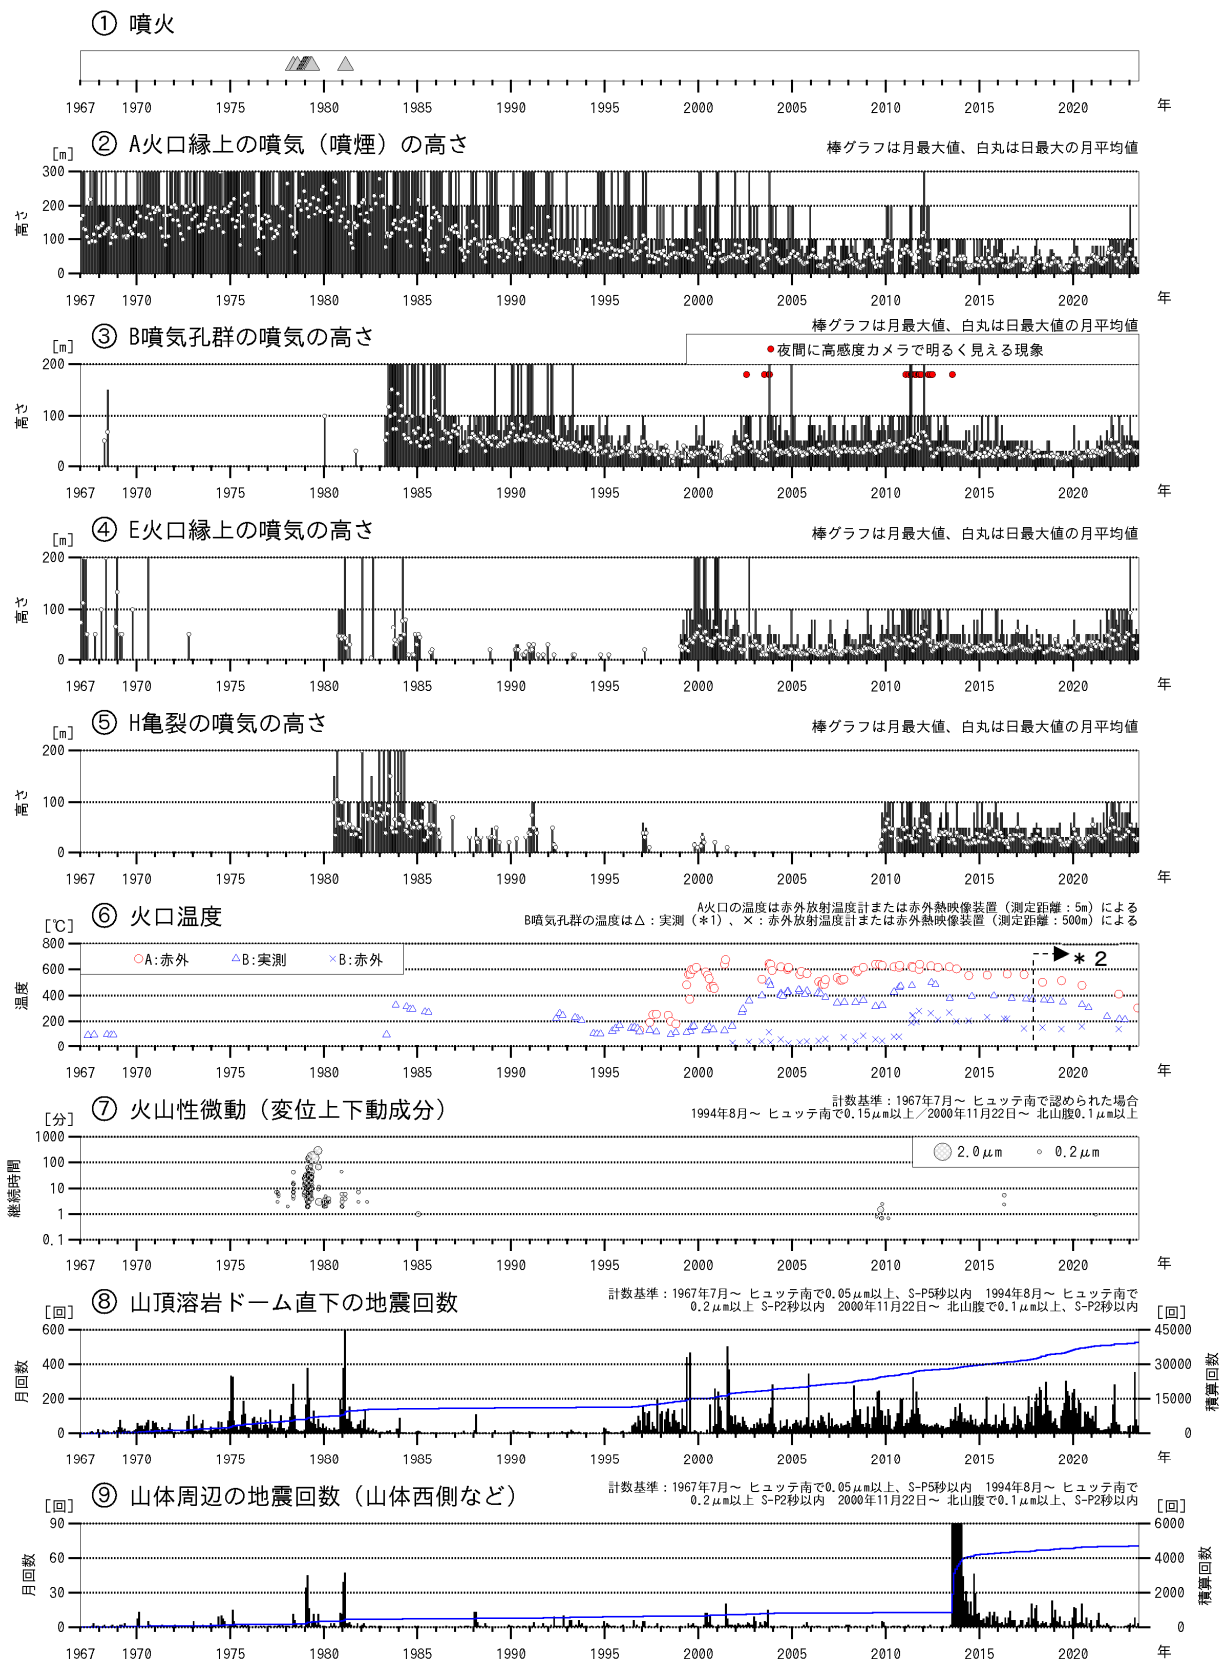 ① 噴火
1967 1970 1975 1980 1985 1990 1995 2000 2005 2010 2015 2020 年
② A火口縁上の噴気（噴煙）の高さ
棒グラフは月最大値、白丸は日最大の月平均値
[m]
300
200
100
0
高さ
1967 1970 1975 1980 1985 1990 1995 2000 2005 2010 2015 2020 年
③ B噴気孔群の噴気の高さ
棒グラフは月最大値、白丸は日最大値の月平均値
●夜間に高感度カメラで明るく見える現象
[m]
200
100
0
高さ
1967 1970 1975 1980 1985 1990 1995 2000 2005 2010 2015 2020 年
④ E火口縁上の噴気の高さ
棒グラフは月最大値、白丸は日最大値の月平均値
[m]
200
100
0
高さ
1967 1970 1975 1980 1985 1990 1995 2000 2005 2010 2015 2020 年
⑤ H亀裂の噴気の高さ
棒グラフは月最大値、白丸は日最大値の月平均値
[m]
200
100
0
高さ
1967 1970 1975 1980 1985 1990 1995 2000 2005 2010 2015 2020 年
⑥ 火口温度
A火口の温度は赤外放射温度計または赤外熱映像装置（測定距離：5m）による
B噴気孔群の温度は△：実測（＊1）、×：赤外放射温度計または赤外熱映像装置（測定距離：500m）による
[℃]
○A:赤外 △B:実測 ×B:赤外
＊2
800
600
400
200
0
温度
1967 1970 1975 1980 1985 1990 1995 2000 2005 2010 2015 2020 年
⑦ 火山性微動（変位上下動成分）
計数基準：1967年7月～ ヒュッテ南で認められた場合
1994年8月～ ヒュッテ南で0.15μm以上／2000年11月22日～ 北山腹0.1μm以上
[分]
2.0μm 0.2μm
1000
100
10
1
0.1
継続時間
1967 1970 1975 1980 1985 1990 1995 2000 2005 2010 2015 2020 年
⑧ 山頂溶岩ドーム直下の地震回数
計数基準：1967年7月～ ヒュッテ南で0.05μm以上、S-P5秒以内 1994年8月～ ヒュッテ南で
0.2μm以上 S-P2秒以内 2000年11月22日～ 北山腹で0.1μm以上、S-P2秒以内
[回] [回]
600 45000
400 30000
200 15000
0 0
月回数 積算回数
1967 1970 1975 1980 1985 1990 1995 2000 2005 2010 2015 2020 年
⑨ 山体周辺の地震回数（山体西側など）
計数基準：1967年7月～ ヒュッテ南で0.05μm以上、S-P5秒以内 1994年8月～ ヒュッテ南で
0.2μm以上 S-P2秒以内 2000年11月22日～ 北山腹で0.1μm以上、S-P2秒以内
[回] [回]
90 6000
60 4000
30 2000
0 0
月回数 積算回数
1967 1970 1975 1980 1985 1990 1995 2000 2005 2010 2015 2020 年